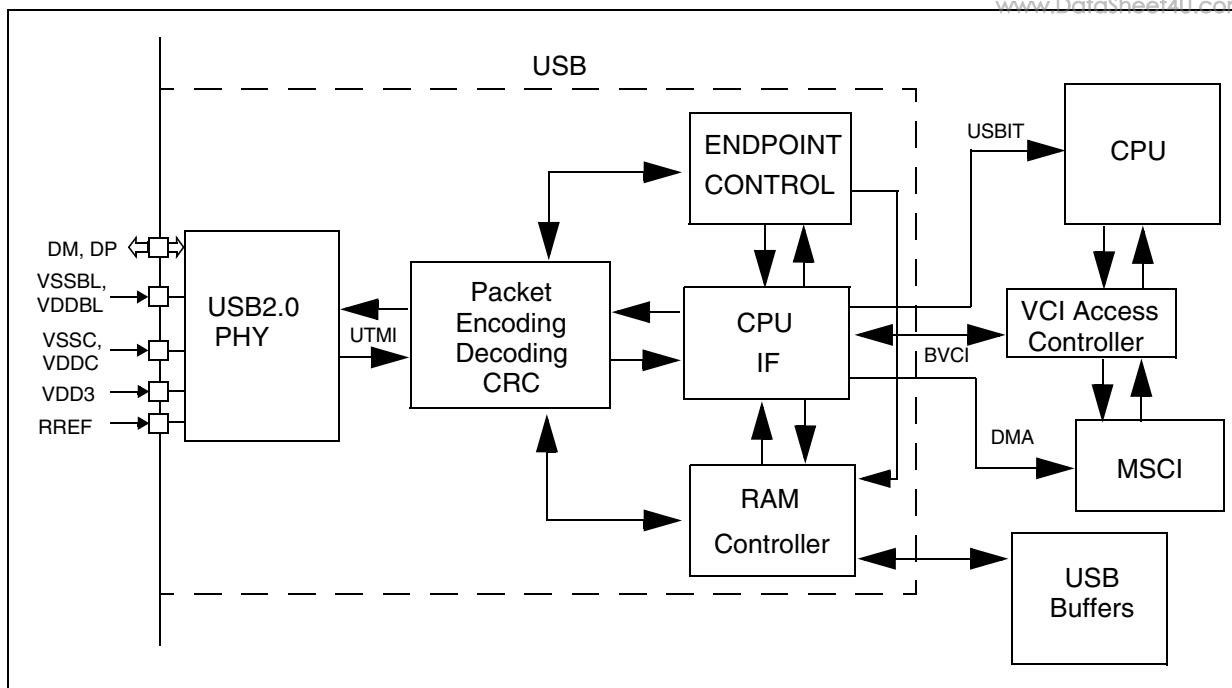 www.DataSheet4U.com
USB
ENDPOINT
CONTROL
USBIT
CPU
DM, DP
VSSBL,
VDDBL
VSSC,
VDDC
VDD3
RREF
USB2.0
PHY
UTMI
Packet
Encoding
Decoding
CRC
CPU
IF
BVCI
VCI Access
Controller
DMA
MSCI
RAM
Controller
USB
Buffers